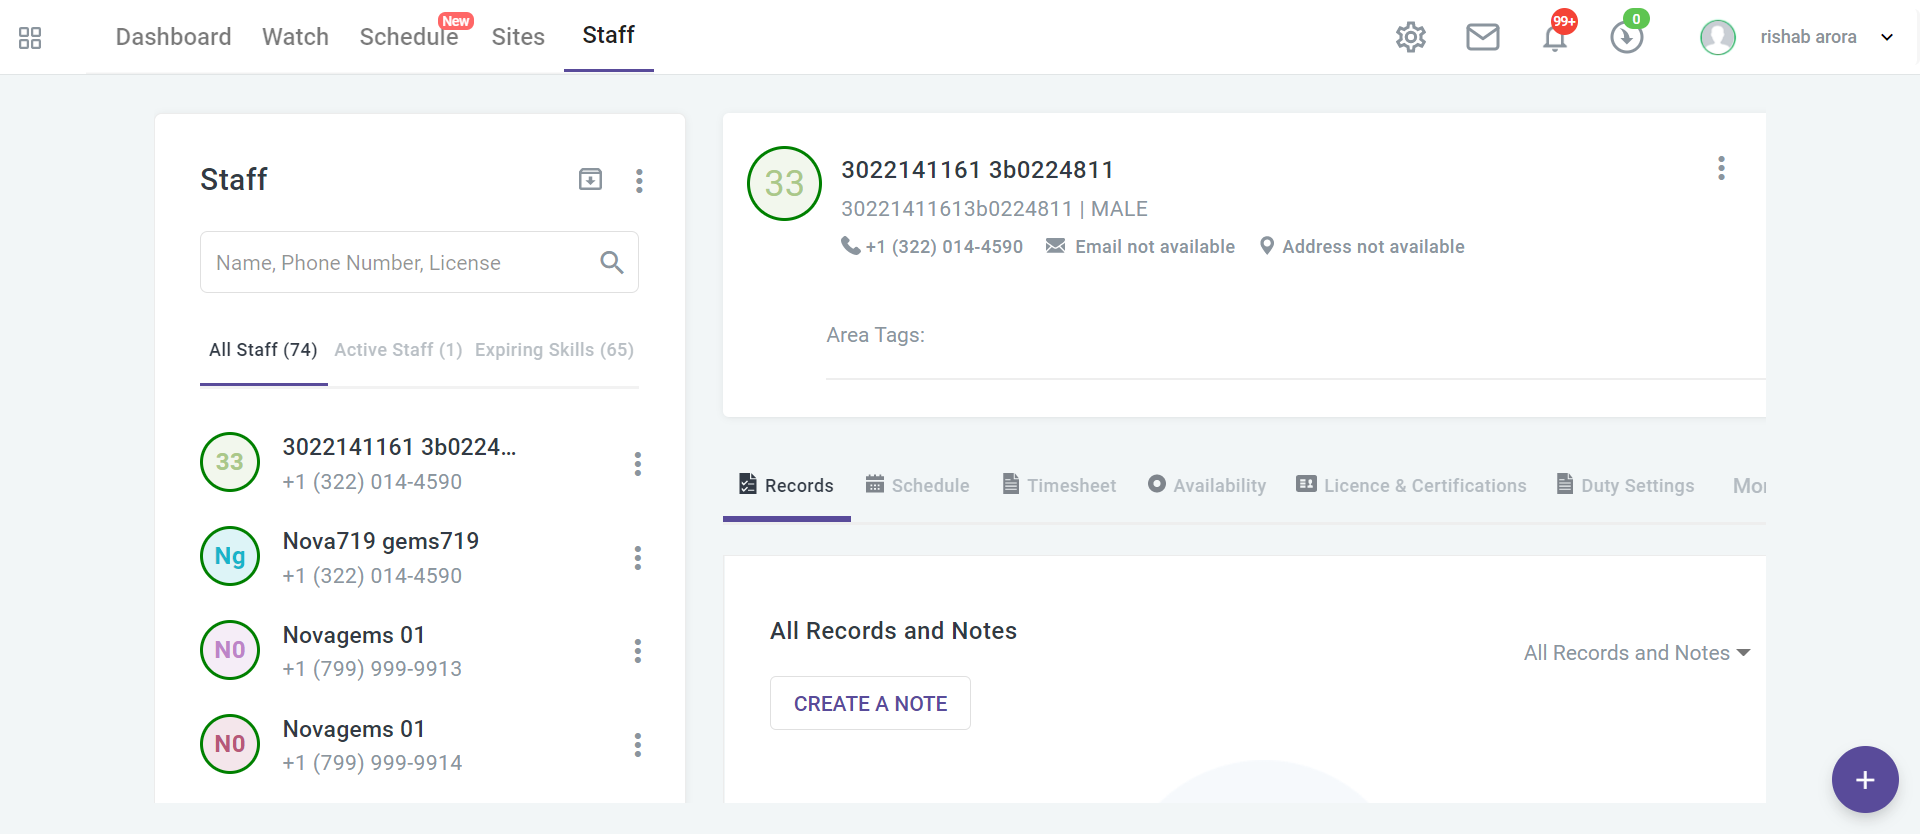 Dashboard Watch Schedule New Sites Staff 99+ 0 rishab arora
Staff
Name, Phone Number, License
All Staff (74) Active Staff (1) Expiring Skills (65)
33 3022141161 3b0224...
+1 (322) 014-4590
Ng Nova719 gems719
+1 (322) 014-4590
N0 Novagems 01
+1 (799) 999-9913
N0 Novagems 01
+1 (799) 999-9914
33 3022141161 3b0224811
30221411613b0224811 | MALE
+1 (322) 014-4590 Email not available Address not available
Area Tags:
Records Schedule Timesheet Availability Licence & Certifications Duty Settings Mor
All Records and Notes
All Records and Notes
CREATE A NOTE
+